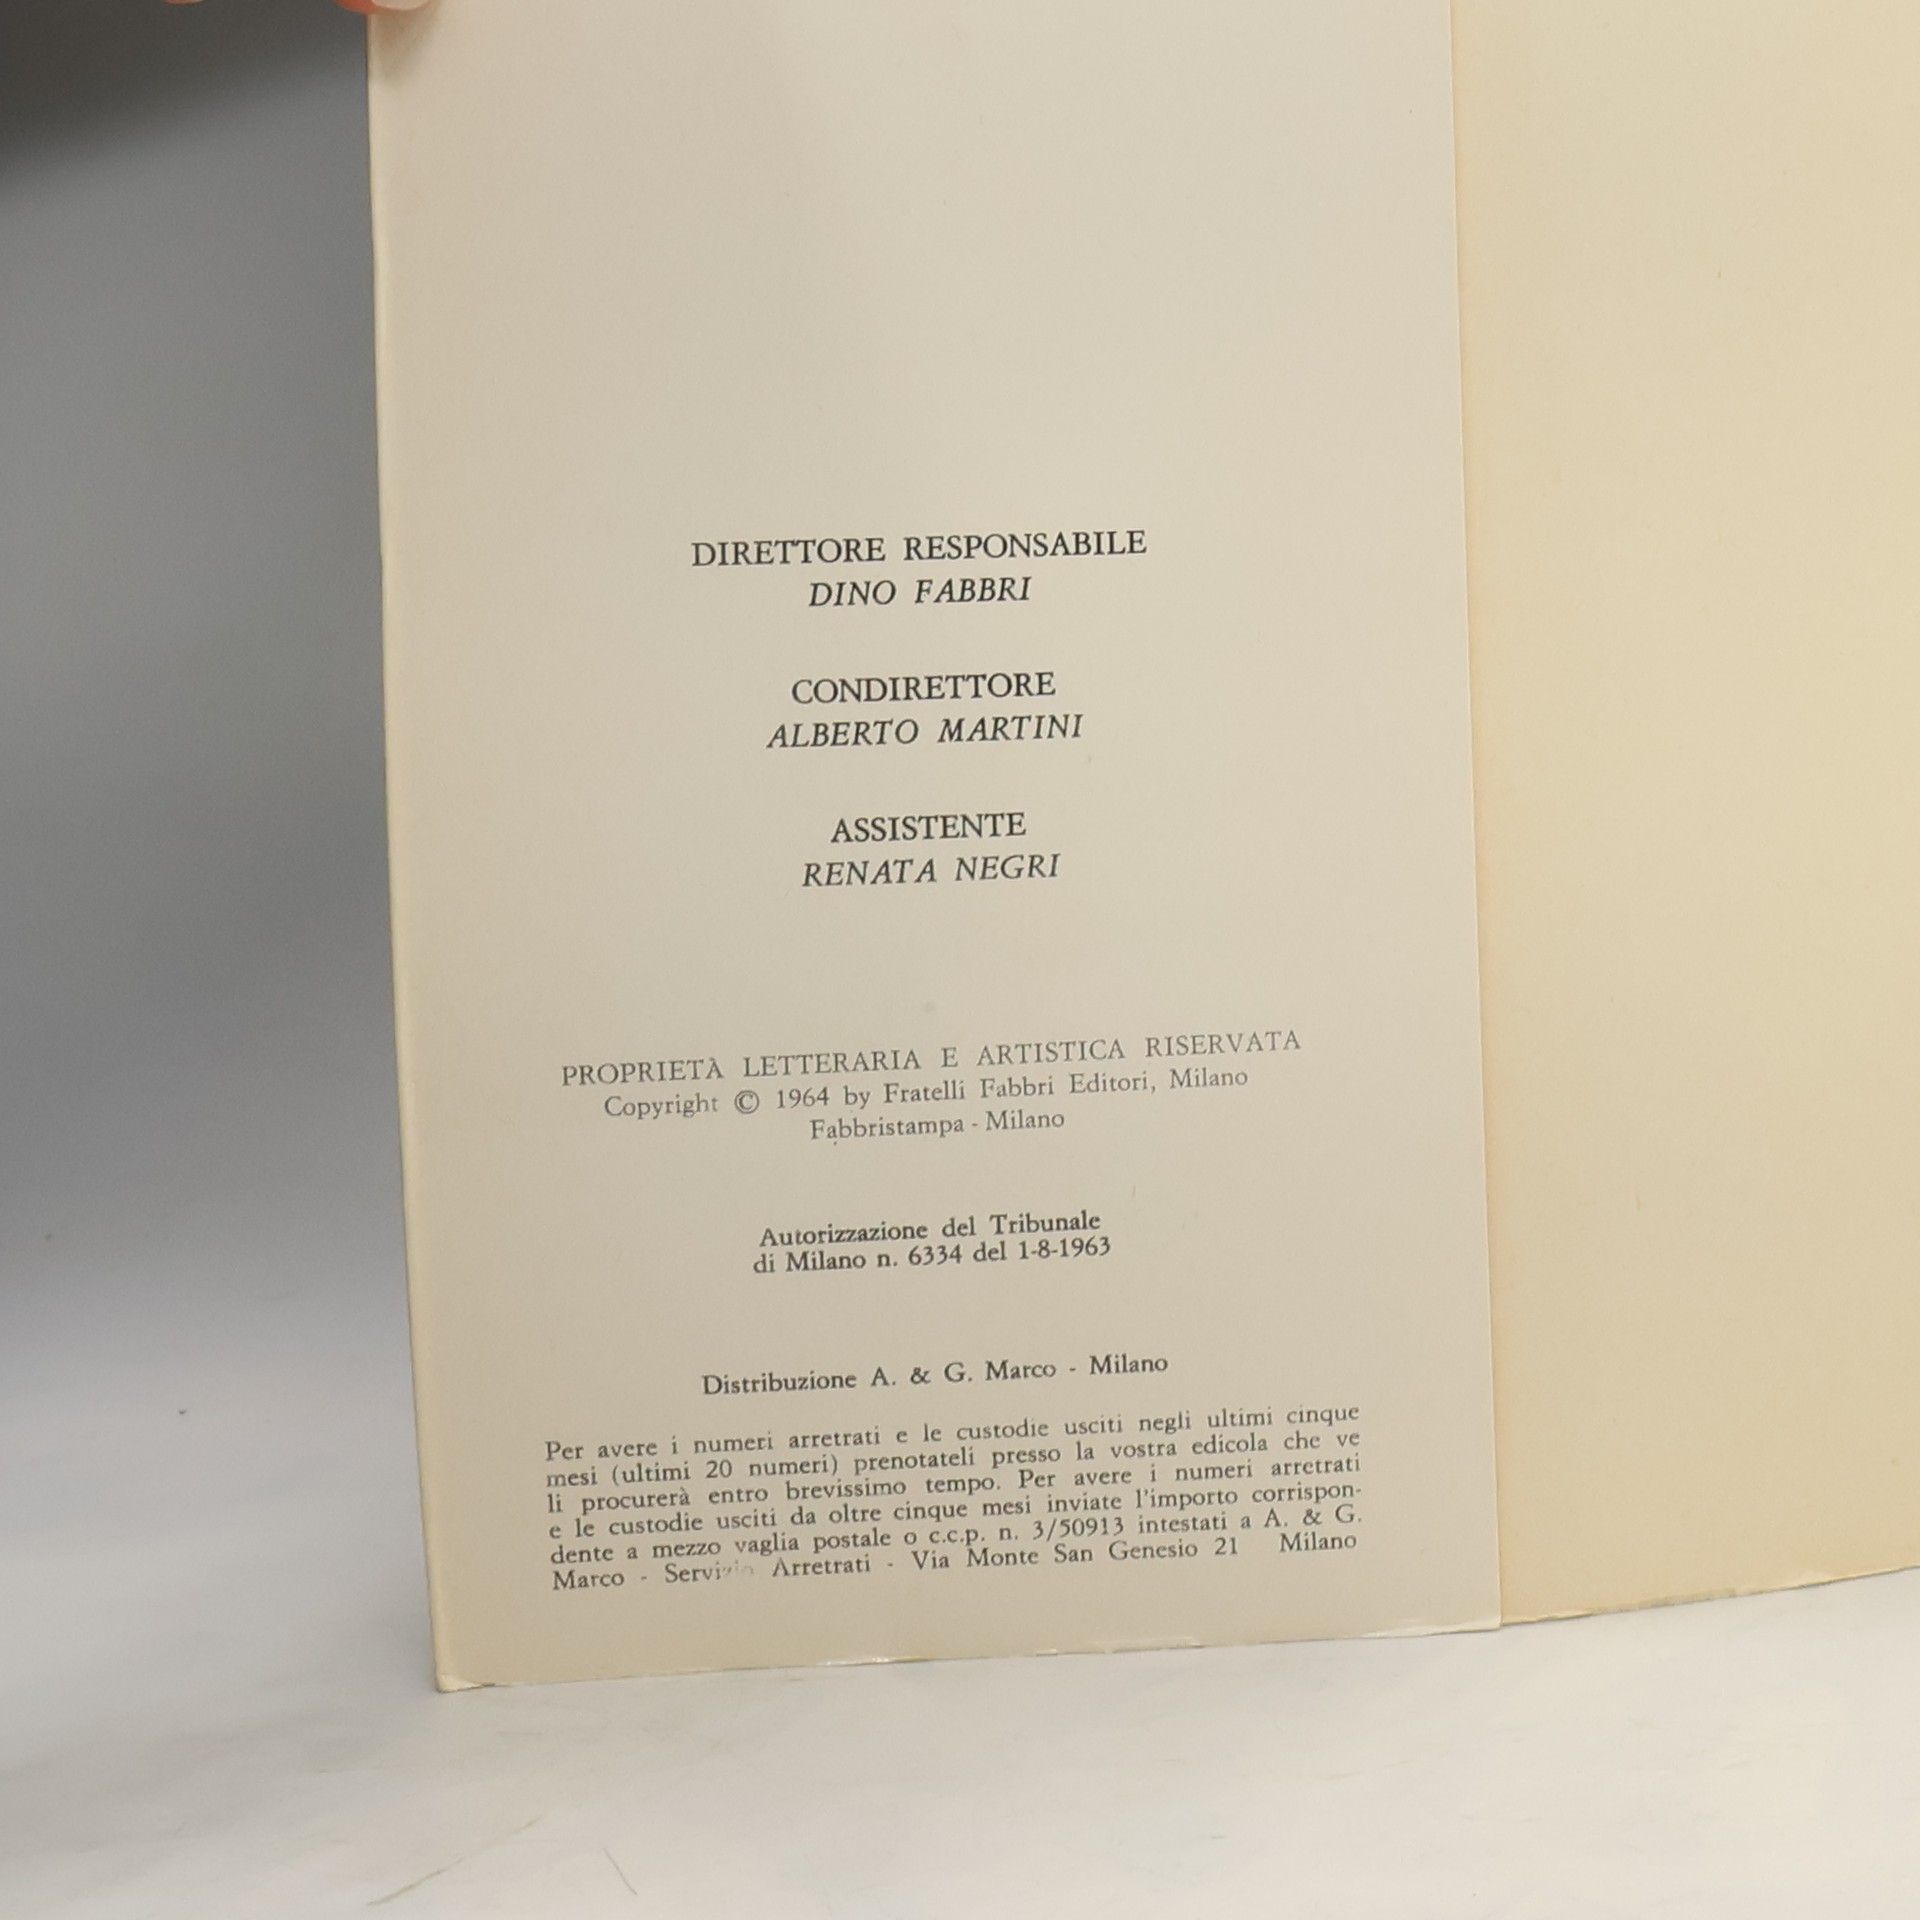 DIRETTORE RESPONSABILE
DINO FABBRI
CONDIRETTORE
ALBERTO MARTINI
ASSISTENTE
RENATA NEGRI
PROPRIETÀ LETTERARIA E ARTISTICA RISERVATA
Copyright © 1964 by Fratelli Fabbri Editori, Milano
Fabbristampa - Milano
Autorizzazione del Tribunale
di Milano n. 6334 del 1-8-1963
Distribuzione A. & G. Marco - Milano
Per avere i numeri arretrati e le custodie usciti negli ultimi cinque
mesi (ultimi 20 numeri) prenotateli presso la vostra edicola che ve
li procurerà entro brevissimo tempo. Per avere i numeri arretrati
e le custodie usciti da oltre cinque mesi inviate l'importo corrispon-
dente a mezzo vaglia postale o c.c.p. n. 3/50913 intestati a A. & G.
Marco - Servizio Arretrati - Via Monte San Genesio 21 Milano